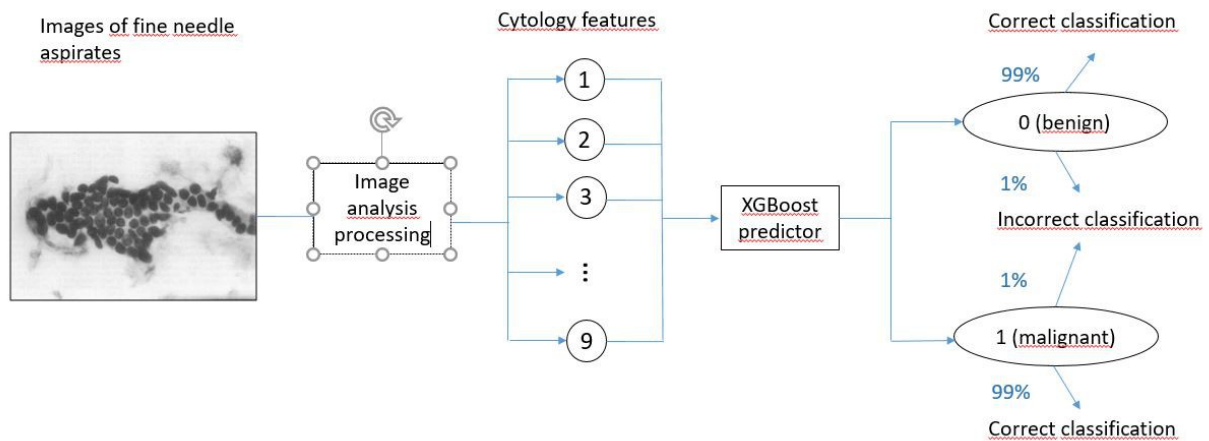 Images of fine needle
aspirates
Image
analysis
processing
Cytology features
1
2
3
⋮
9
XGBoost
predictor
Correct classification
99%
0 (benign)
1%
Incorrect classification
1%
1 (malignant)
99%
Correct classification